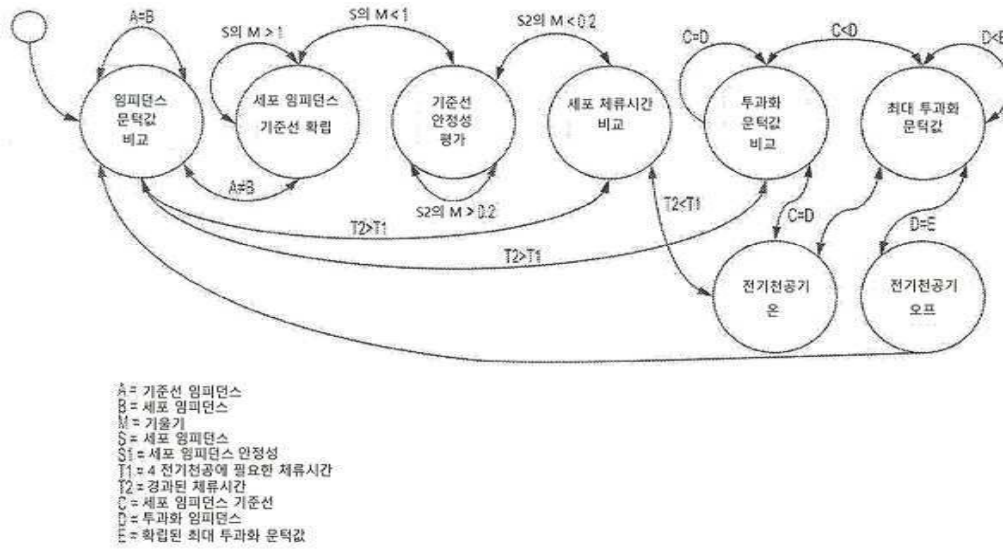 A=B
S의 M > 1
S의 M < 1
S2의 M < 0.2
C=D
C<D
D<E
임피던스
문턱값
비교
세포 임피던스
기준선 확립
기준선
안정성
평가
세포 체류시간
비교
투과화
문턱값
비교
최대 투과화
문턱값
A≠B
S2의 M > 0.2
T2>T1
T2>T1
T2<T1
C=D
D=E
전기천공기
온
전기천공기
오프
A = 기준선 임피던스
B = 세포 임피던스
M = 기울기
S = 세포 임피던스
S1 = 세포 임피던스 안정성
T1 = 4 전기천공에 필요한 체류시간
T2 = 경과된 체류시간
C = 세포 임피던스 기준선
D = 투과화 임피던스
E = 확립된 최대 투과화 문턱값